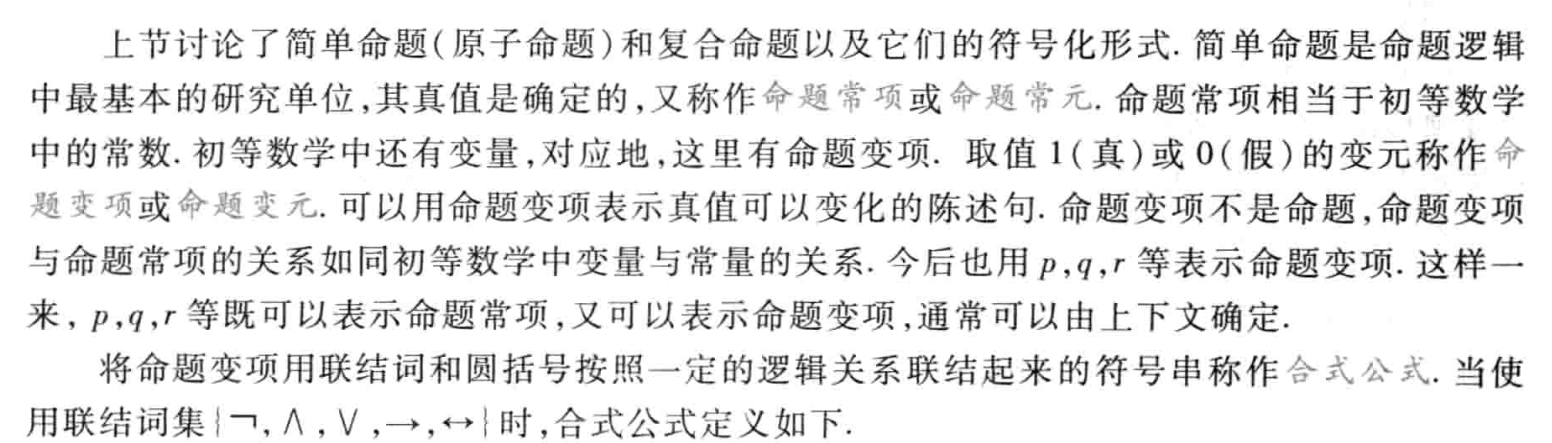 上节讨论了简单命题(原子命题)和复合命题以及它们的符号化形式. 简单命题是命题逻辑
中最基本的研究单位,其真值是确定的,又称作命题常项或命题常元. 命题常项相当于初等数学
中的常数. 初等数学中还有变量,对应地,这里有命题变项. 取值 1(真)或 0(假)的变元称作命
题变项或命题变元. 可以用命题变项表示真值可以变化的陈述句. 命题变项不是命题,命题变项
与命题常项的关系如同初等数学中变量与常量的关系. 今后也用 p,q,r 等表示命题变项. 这样一
来, p,q,r 等既可以表示命题常项,又可以表示命题变项,通常可以由上下文确定.
将命题变项用联结词和圆括号按照一定的逻辑关系联结起来的符号串称作合式公式. 当使
用联结词集{¬,∧,∨,→,↔}时,合式公式定义如下.